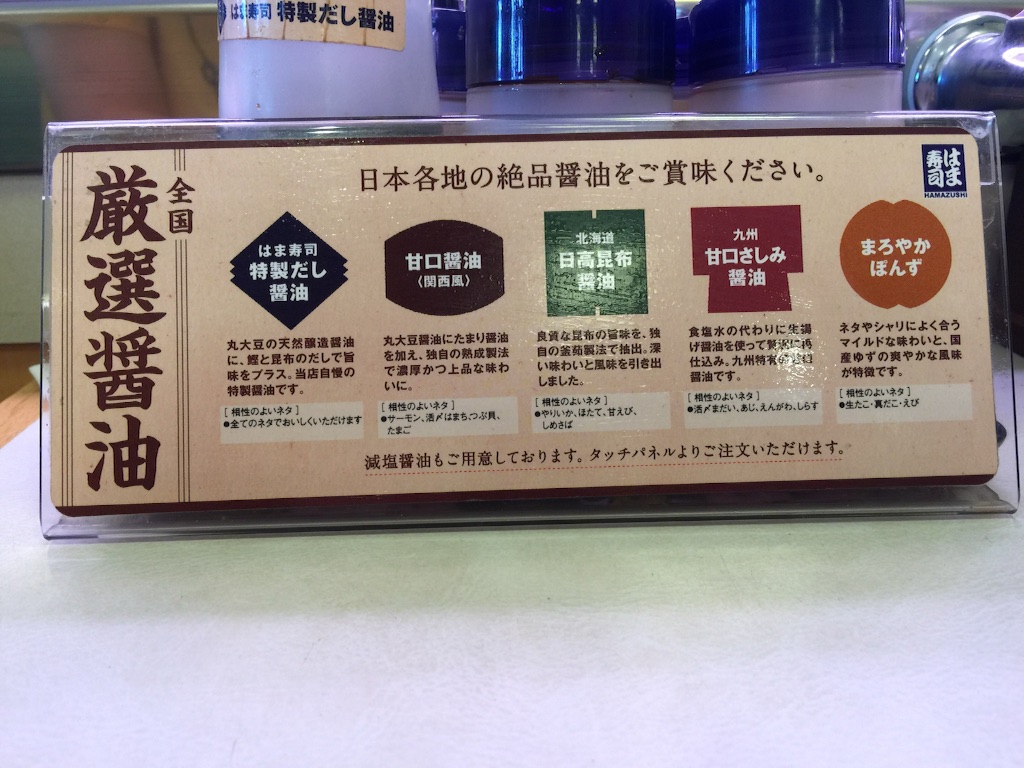 はま寿司 特製だし醤油
全国
厳選醤油
日本各地の絶品醤油をご賞味ください。
はま
寿司
HAMAZUSHI
はま寿司
特製だし
醤油
丸大豆の天然醸造醤油
に、鰹と昆布のだしで旨
味をプラス。当店自慢の
特製醤油です。
[ 相性のよいネタ ]
●全てのネタでおいしくいただけます
甘口醤油
〈関西風〉
丸大豆醤油にたまり醤油
を加え、独自の熟成製法
で濃厚かつ上品な味わ
いに。
[ 相性のよいネタ ]
●サーモン、活〆はまち、つぶ貝、
たまご
北海道
日高昆布
醤油
良質な昆布の旨味を、独
自の釜茹製法で抽出。深
い味わいと風味を引き出
しました。
[ 相性のよいネタ ]
●やりいか、ほたて、甘えび、
しめさば
九州
甘口さしみ
醤油
食塩水の代わりに生揚
げ醤油を使って贅沢に再
仕込み。九州特有の甘口
醤油です。
[ 相性のよいネタ ]
●活〆まだい、あじ、えんがわ、しらす
まろやか
ぽんず
ネタやシャリによく合う
マイルドな味わいと、国
産ゆずの爽やかな風味
が特徴です。
[ 相性のよいネタ ]
●生たこ・真だこ・えび
減塩醤油もご用意しております。タッチパネルよりご注文いただけます。